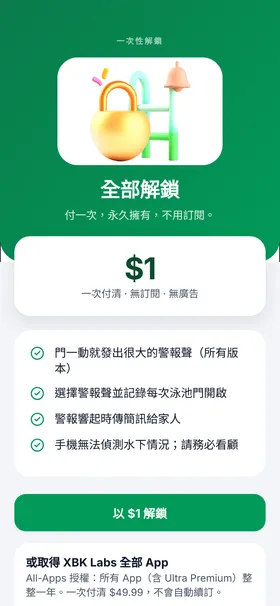 一次性解鎖
全部解鎖
付一次，永久擁有，不用訂閱。
$1
一次付清 · 無訂閱 · 無廣告
門一動就發出很大的警報聲（所有版
本）
選擇警報聲並記錄每次泳池門開啟
警報響起時傳簡訊給家人
手機無法偵測水下情況；請務必看顧
以 $1 解鎖
或取得 XBK Labs 全部 App
All-Apps 授權：所有 App（含 Ultra Premium）整
整一年。一次付清 $49.99，不會自動續訂。